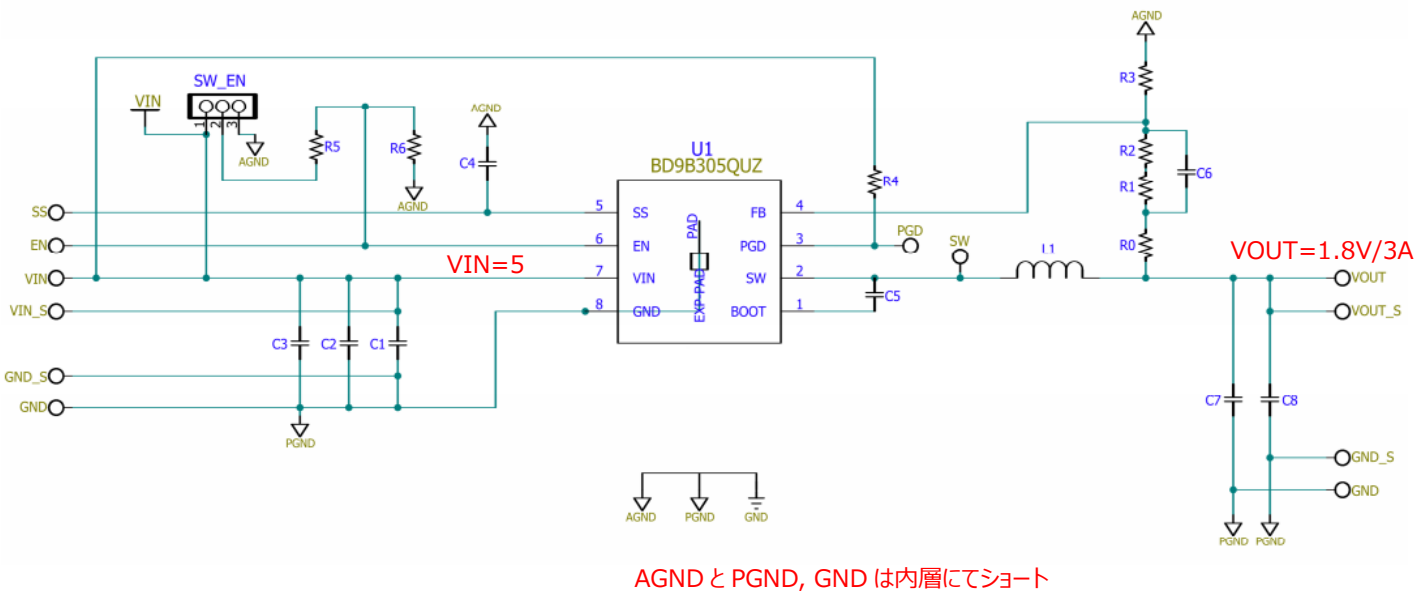 AGND
R3
SW_EN
VIN
1
2
3
AGND
R5
R6
AGND
AGND
C4
U1
BD9B305QUZ
R4
R2
R1
C6
R0
SS
EN
VIN
VIN_S
GND_S
GND
VIN=5
5
6
7
8
SS
EN
VIN
GND
PAD
EXP-PAD
FB
PGD
SW
BOOT
4
3
2
1
PGD
SW
C5
L1
VOUT=1.8V/3A
VOUT
VOUT_S
C3
C2
C1
PGND
C7
C8
GND_S
GND
PGND
PGND
AGND
PGND
GND
AGND と PGND, GND は内層にてショート